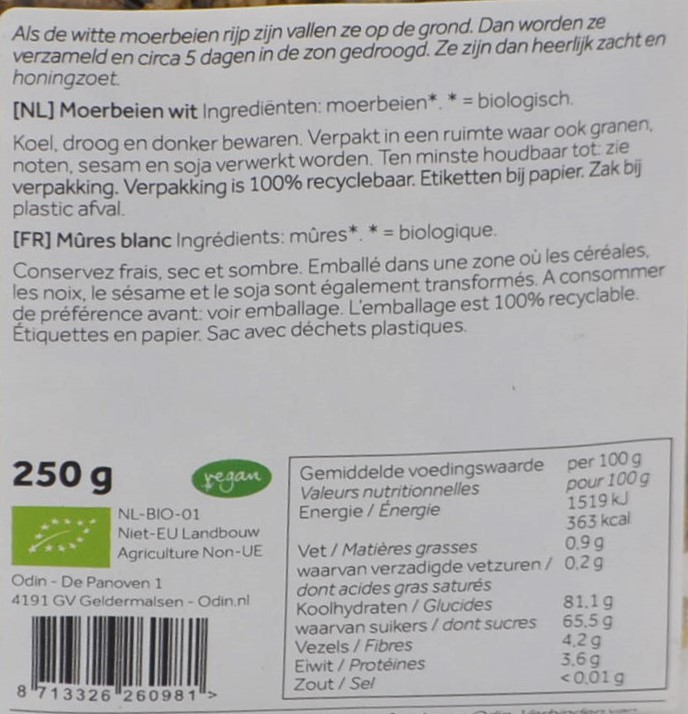 Als de witte moerbeien rijp zijn vallen ze op de grond. Dan worden ze
verzameld en circa 5 dagen in de zon gedroogd. Ze zijn dan heerlijk zacht en
honingzoet.
[NL] Moerbeien wit Ingrediënten: moerbeien*. * = biologisch.
Koel, droog en donker bewaren. Verpakt in een ruimte waar ook granen,
noten, sesam en soja verwerkt worden. Ten minste houdbaar tot: zie
verpakking. Verpakking is 100% recyclebaar. Etiketten bij papier. Zak bij
plastic afval.
[FR] Mûres blanc Ingrédients: mûres*. * = biologique.
Conservez frais, sec et sombre. Emballé dans une zone où les céréales,
les noix, le sésame et le soja sont également transformés. A consommer
de préférence avant: voir emballage. L'emballage est 100% recyclable.
Étiquettes en papier. Sac avec déchets plastiques.
250 g
vegan
NL-BIO-01
Niet-EU Landbouw
Agriculture Non-UE
Odin - De Panoven 1
4191 GV Geldermalsen - Odin.nl
8 713326 260981 >
Gemiddelde voedingswaarde per 100 g
Valeurs nutritionnelles pour 100 g
Energie / Énergie 1519 kJ
363 kcal
Vet / Matières grasses 0,9 g
waarvan verzadigde vetzuren / 0,2 g
dont acides gras saturés
Koolhydraten / Glucides 81,1 g
waarvan suikers / dont sucres 65,5 g
Vezels / Fibres 4,2 g
Eiwit / Protéines 3,6 g
Zout / Sel <0,01 g